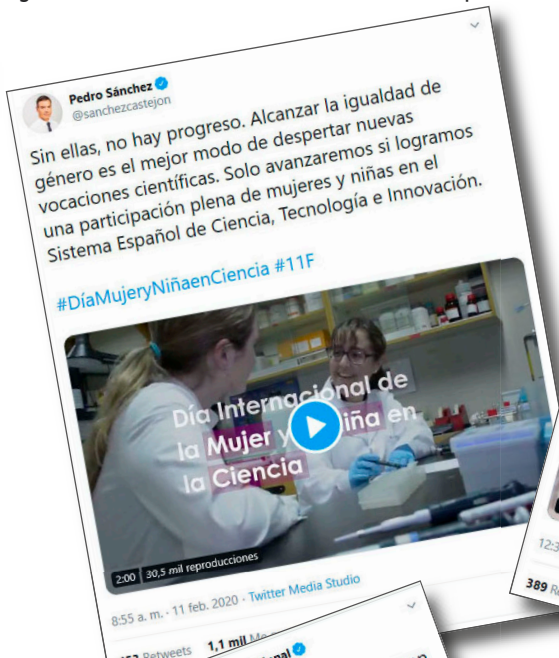 Pedro Sánchez
@sanchezcastejon
Sin ellas, no hay progreso. Alcanzar la igualdad de
género es el mejor modo de despertar nuevas
vocaciones científicas. Solo avanzaremos si logramos
una participación plena de mujeres y niñas en el
Sistema Español de Ciencia, Tecnología e Innovación.
#DíaMujeryNiñaenCiencia #11F
Día Internacional de
la Mujer y iña en
la Ciencia
2:00 30,5 mil reproducciones
8:55 a. m. · 11 feb. 2020 · Twitter Media Studio
Retweets 1,1 mil
12:3
389